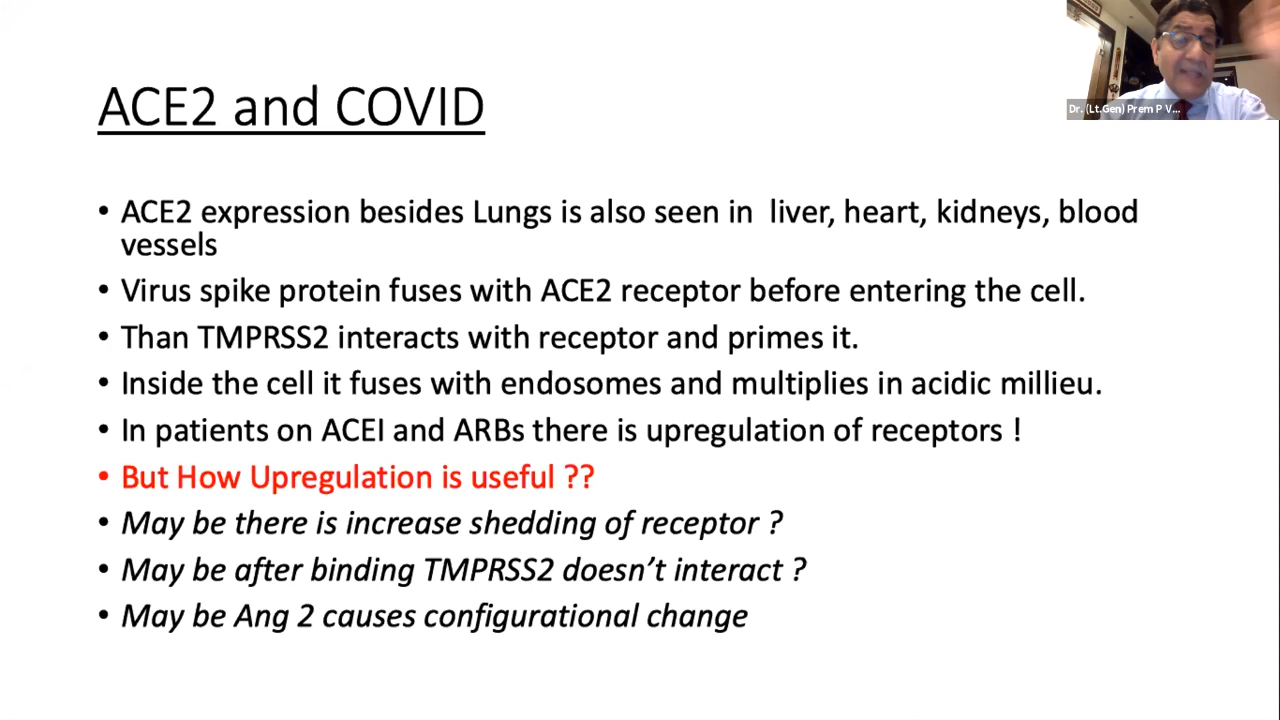 ACE2 and COVID
Dr. (Lt.Gen) Prem P V...
• ACE2 expression besides Lungs is also seen in liver, heart, kidneys, blood
vessels
• Virus spike protein fuses with ACE2 receptor before entering the cell.
• Than TMPRSS2 interacts with receptor and primes it.
• Inside the cell it fuses with endosomes and multiplies in acidic millieu.
• In patients on ACEI and ARBs there is upregulation of receptors !
• But How Upregulation is useful ??
• May be there is increase shedding of receptor ?
• May be after binding TMPRSS2 doesn't interact ?
• May be Ang 2 causes configurational change